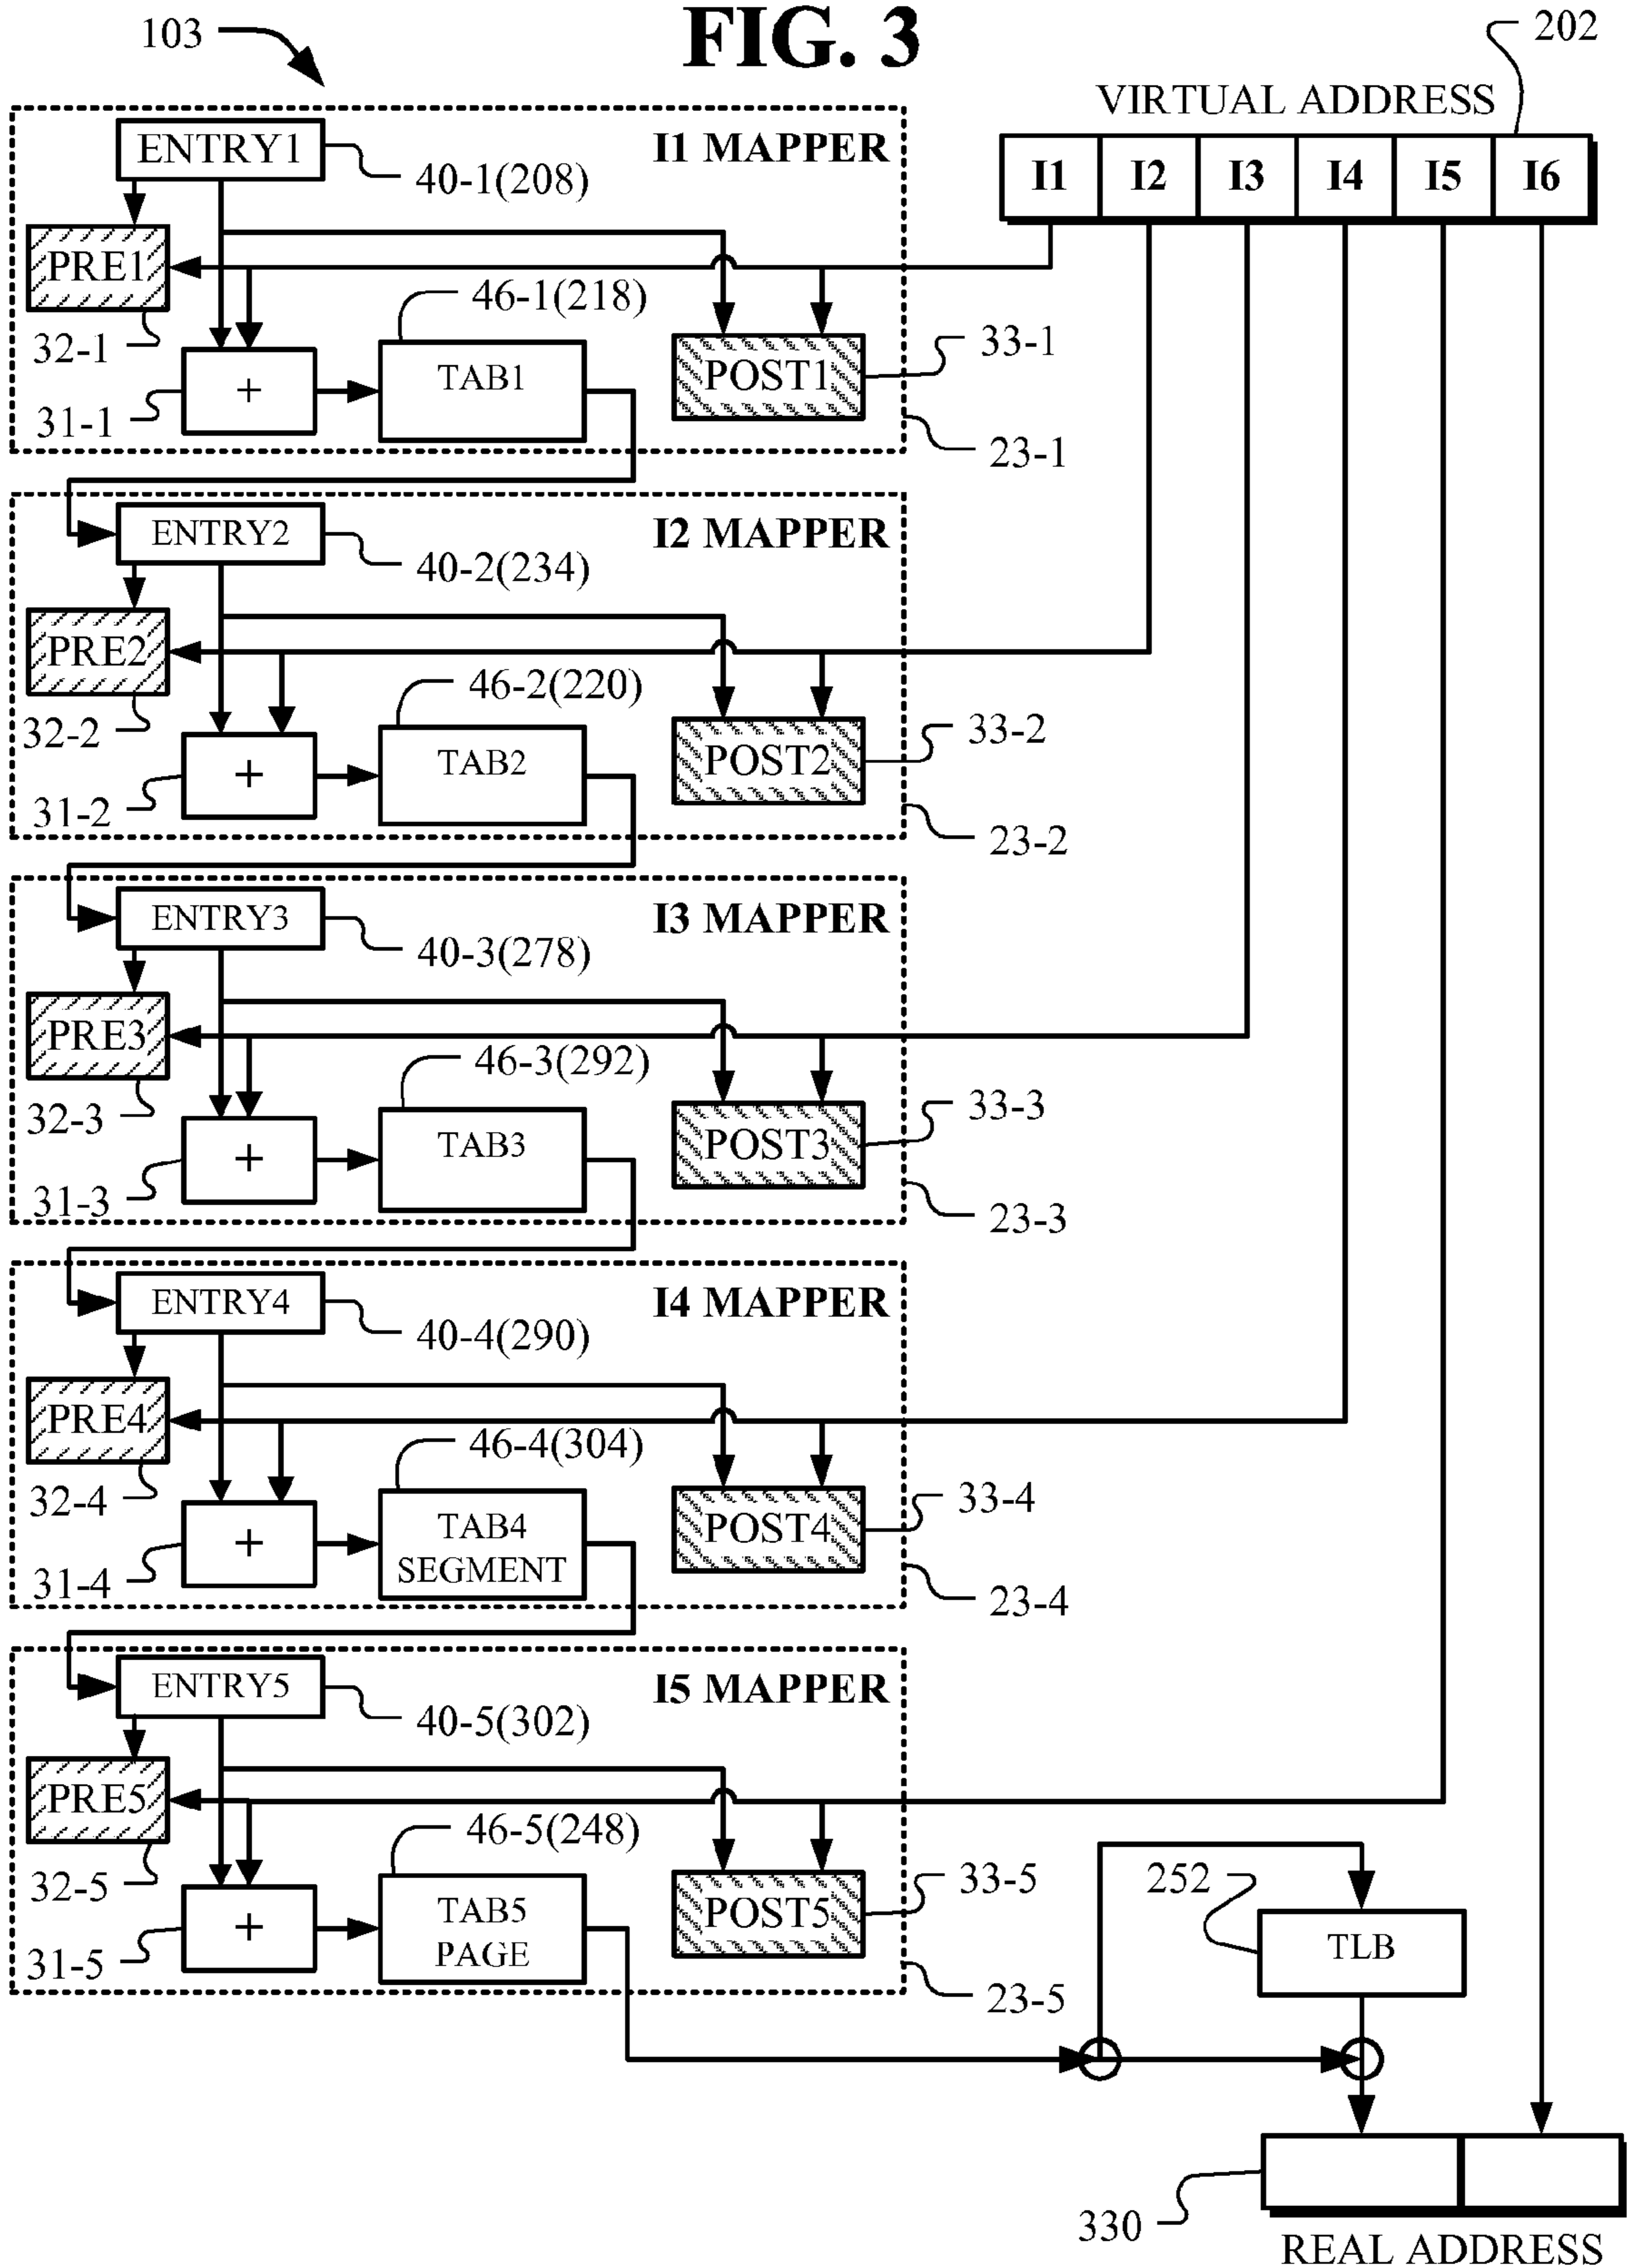 FIG. 3
103
202
VIRTUAL ADDRESS
I1 I2 I3 I4 I5 I6
ENTRY1
I1 MAPPER
40-1(208)
PRE1
46-1(218)
32-1
33-1
TAB1
POST1
+
31-1
23-1
ENTRY2
I2 MAPPER
40-2(234)
PRE2
46-2(220)
32-2
33-2
TAB2
POST2
+
31-2
23-2
ENTRY3
I3 MAPPER
40-3(278)
PRE3
46-3(292)
32-3
33-3
TAB3
POST3
+
31-3
23-3
ENTRY4
I4 MAPPER
40-4(290)
PRE4
46-4(304)
32-4
33-4
TAB4
SEGMENT
POST4
+
31-4
23-4
ENTRY5
I5 MAPPER
40-5(302)
PRE5
46-5(248)
32-5
33-5
TAB5
PAGE
POST5
+
31-5
23-5
252
TLB
330
REAL ADDRESS